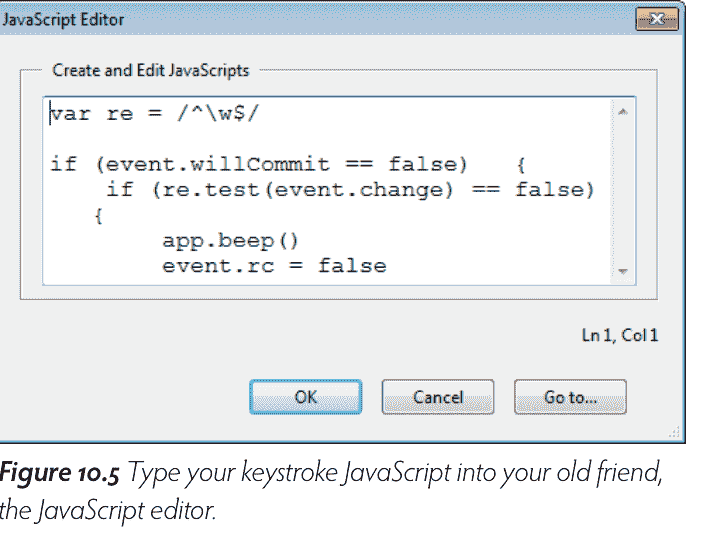 JavaScript Editor
Create and Edit JavaScripts
var re = /^\w$/
if (event.willCommit == false)   {
if (re.test(event.change) == false)
{
app.beep()
event.rc = false
Ln 1, Col 1
OK
Cancel
Go to...
Figure 10.5 Type your keystroke JavaScript into your old friend,
the JavaScript editor.